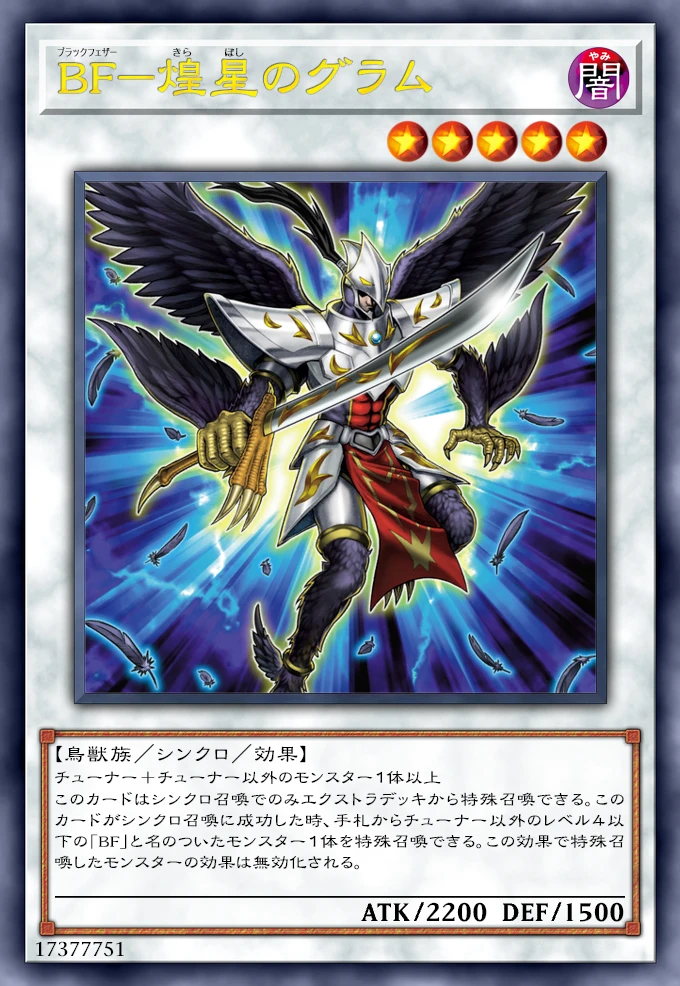 ブラックフェザー きら ぼし
BF－煌星のグラム
やみ
闇
【鳥獣族／シンクロ／効果】
チューナー＋チューナー以外のモンスター1体以上
このカードはシンクロ召喚でのみエクストラデッキから特殊召喚できる。この
カードがシンクロ召喚に成功した時、手札からチューナー以外のレベル４以
下の「BF」と名のついたモンスター1体を特殊召喚できる。この効果で特殊召
喚したモンスターの効果は無効化される。
ATK/2200 DEF/1500
17377751